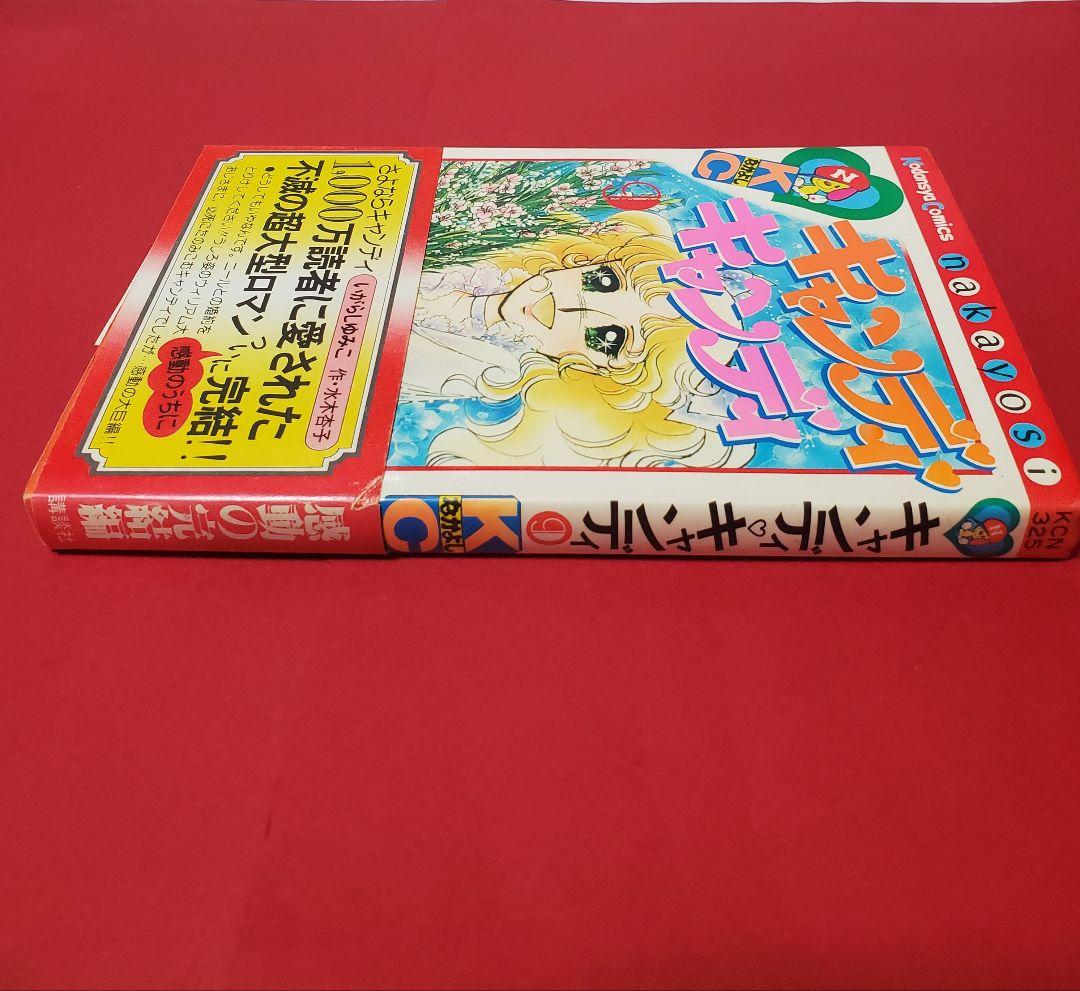 Kodansya Comics
nakayosi
なかよし
KC
キャンディ
キャンディ
さよならキャンディ
いがらしゆみこ 作・水木杏子
1,000万読者に愛された
不滅の超大型ロマン
ついに完結!
感動のうちに
KCN
325
キャンディ♡キャンディ
⑨
なかよし
KC
感動の完結編
講談社